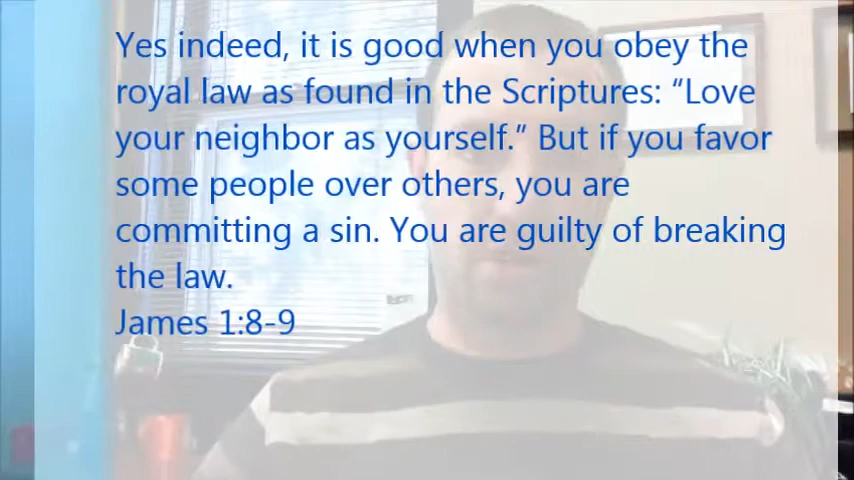 Yes indeed, it is good when you obey the
royal law as found in the Scriptures: “Love
your neighbor as yourself.” But if you favor
some people over others, you are
committing a sin. You are guilty of breaking
the law.
James 1:8-9